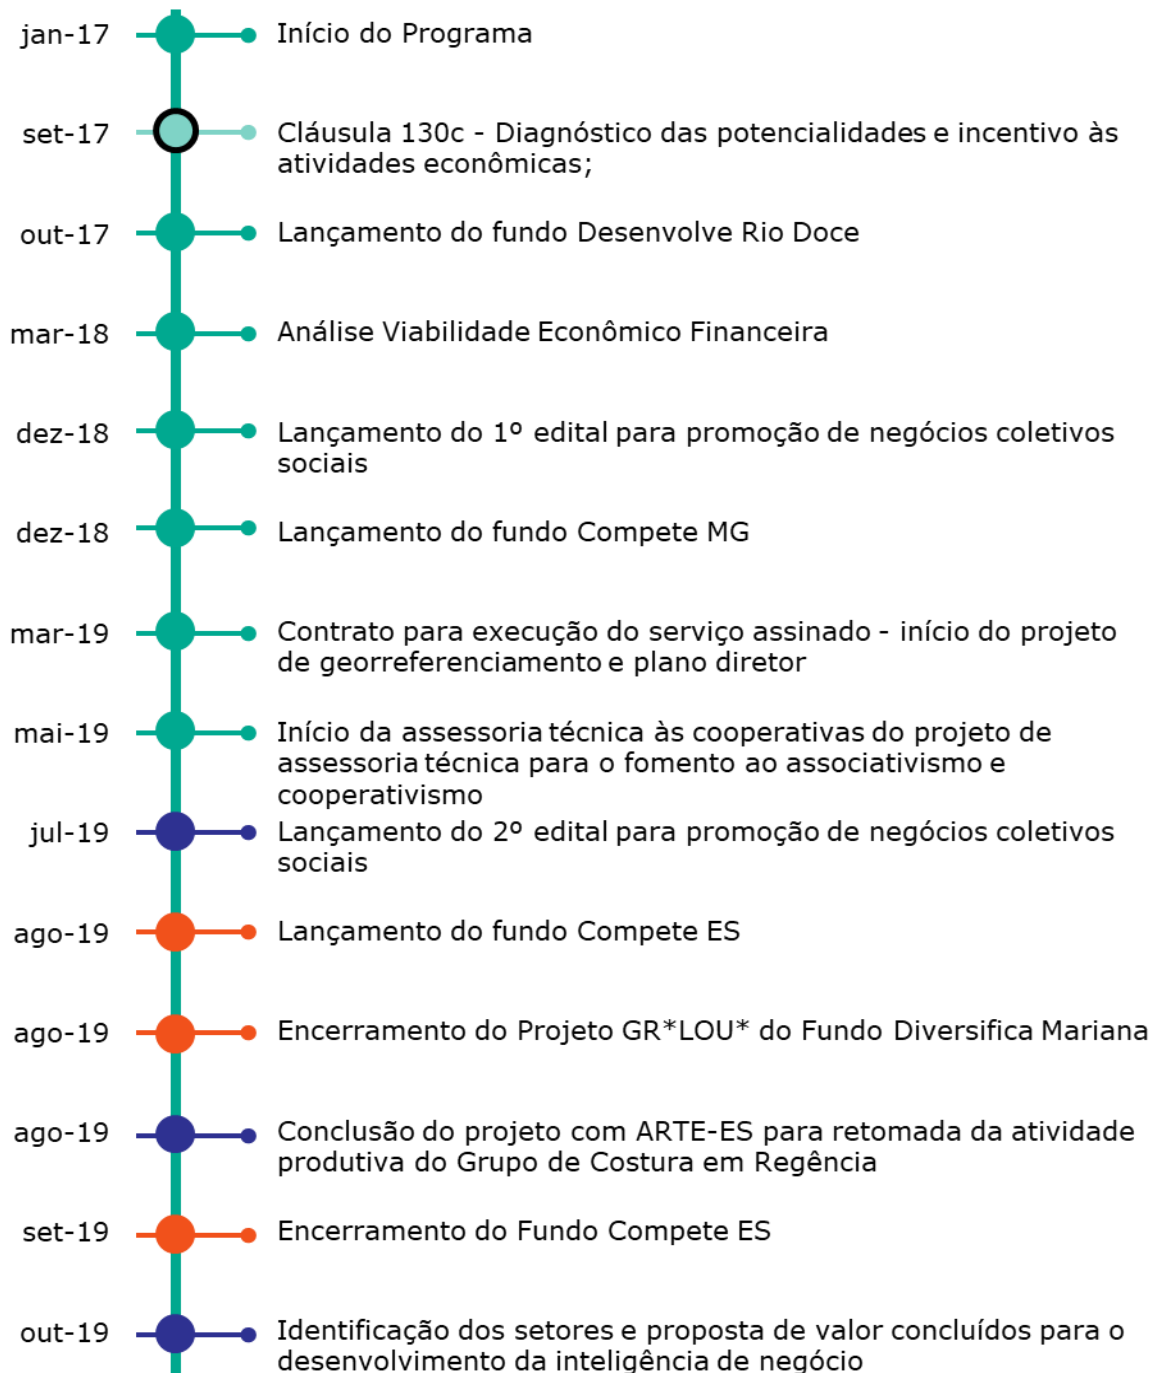 jan-17 Início do Programa
set-17 Cláusula 130c - Diagnóstico das potencialidades e incentivo às
atividades econômicas;
out-17 Lançamento do fundo Desenvolve Rio Doce
mar-18 Análise Viabilidade Econômico Financeira
dez-18 Lançamento do 1º edital para promoção de negócios coletivos
sociais
dez-18 Lançamento do fundo Compete MG
mar-19 Contrato para execução do serviço assinado - início do projeto
de georreferenciamento e plano diretor
mai-19 Início da assessoria técnica às cooperativas do projeto de
assessoria técnica para o fomento ao associativismo e
cooperativismo
jul-19 Lançamento do 2º edital para promoção de negócios coletivos
sociais
ago-19 Lançamento do fundo Compete ES
ago-19 Encerramento do Projeto GR*LOU* do Fundo Diversifica Mariana
ago-19 Conclusão do projeto com ARTE-ES para retomada da atividade
produtiva do Grupo de Costura em Regência
set-19 Encerramento do Fundo Compete ES
out-19 Identificação dos setores e proposta de valor concluídos para o
desenvolvimento da inteligência de negócio